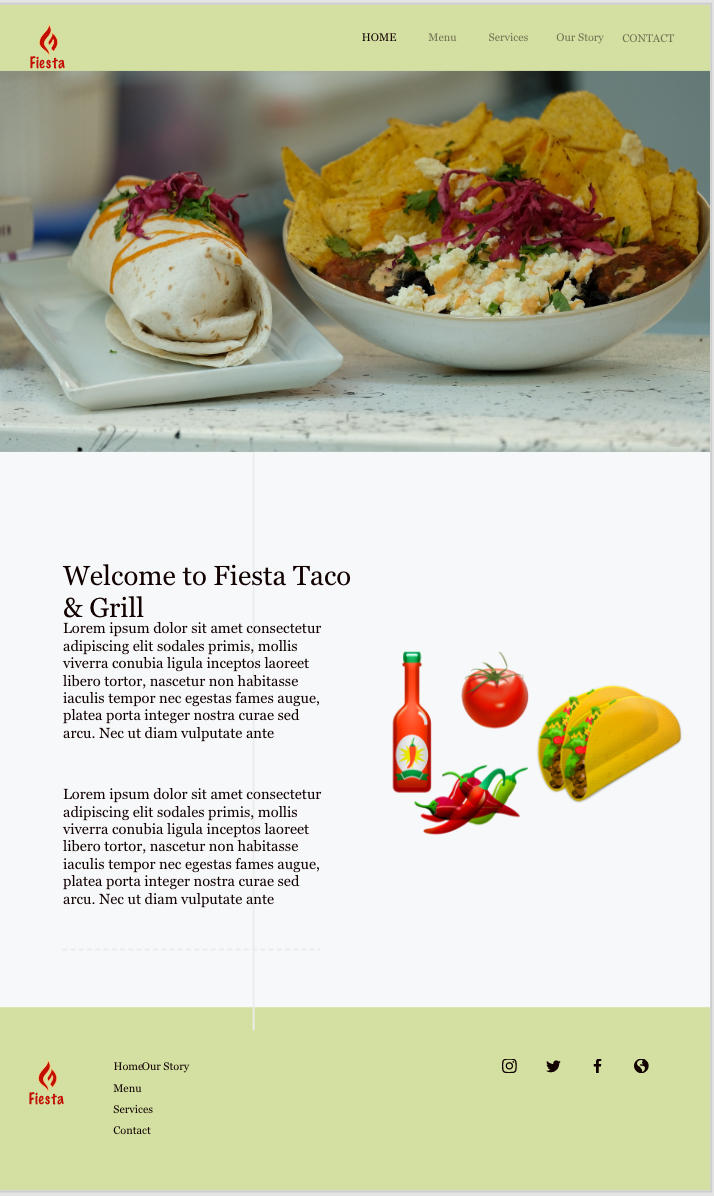 Fiesta
HOME Menu Services Our Story CONTACT
Welcome to Fiesta Taco
& Grill
Lorem ipsum dolor sit amet consectetur
adipiscing elit sodales primis, mollis
viverra conubia ligula inceptos laoreet
libero tortor, nascetur non habitasse
iaculis tempor nec egestas fames augue,
platea porta integer nostra curae sed
arcu. Nec ut diam vulputate ante
Lorem ipsum dolor sit amet consectetur
adipiscing elit sodales primis, mollis
viverra conubia ligula inceptos laoreet
libero tortor, nascetur non habitasse
iaculis tempor nec egestas fames augue,
platea porta integer nostra curae sed
arcu. Nec ut diam vulputate ante
Fiesta
HomeOur Story
Menu
Services
Contact